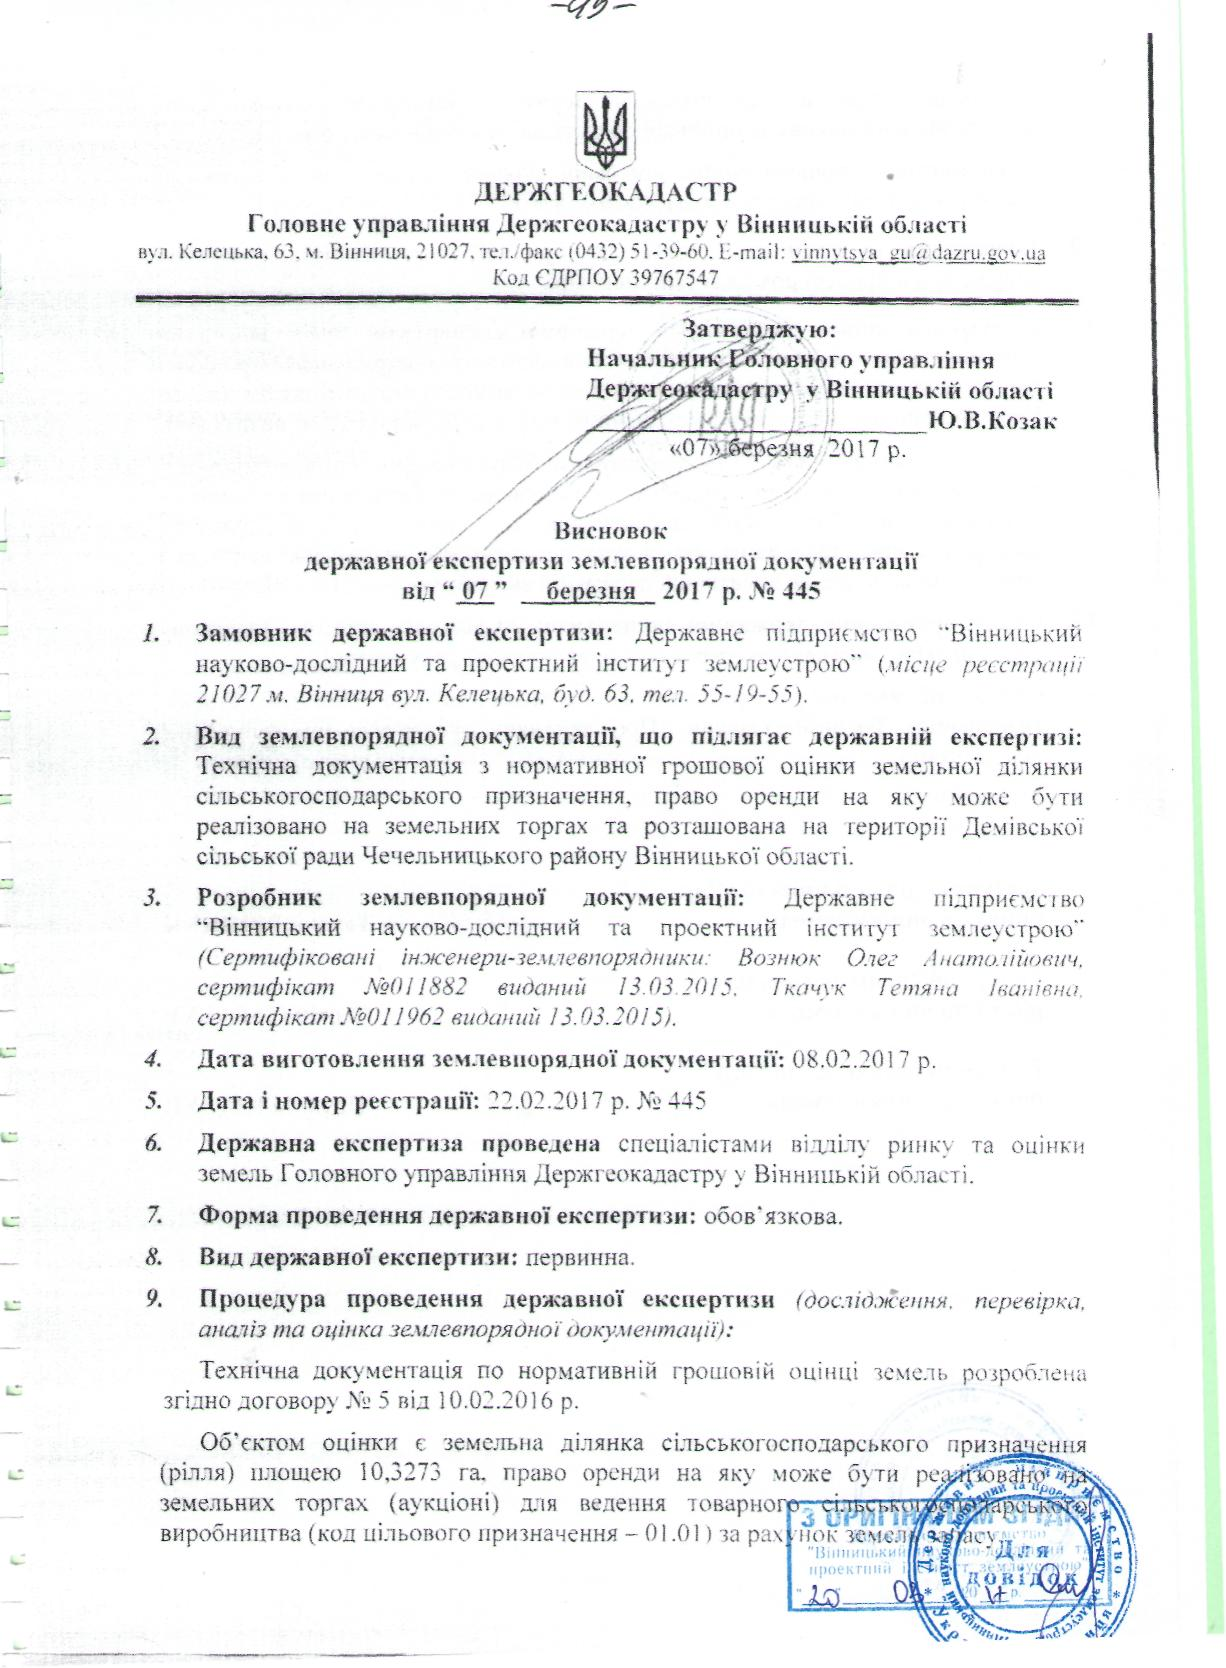 -45-
ДЕРЖГЕОКАДАСТР
Головне управління Держгеокадастру у Вінницькій області
вул. Келецька, 63, м. Вінниця, 21027, тел./факс (0432) 51-39-60, E-mail: vinnytsya_gu@dazru.gov.ua
Код ЄДРПОУ 39767547
Затверджую:
Начальник Головного управління
Держгеокадастру у Вінницькій області
Ю.В.Козак
«07» березня 2017 р.
Висновок
державної експертизи землевпорядної документації
від “ 07 ” березня 2017 р. № 445
1. Замовник державної експертизи: Державне підприємство “Вінницький
науково-дослідний та проектний інститут землеустрою” (місце реєстрації
21027 м. Вінниця вул. Келецька, буд. 63, тел. 55-19-55).
2. Вид землевпорядної документації, що підлягає державній експертизі:
Технічна документація з нормативної грошової оцінки земельної ділянки
сільськогосподарського призначення, право оренди на яку може бути
реалізовано на земельних торгах та розташована на території Демівської
сільської ради Чечельницького району Вінницької області.
3. Розробник землевпорядної документації: Державне підприємство
“Вінницький науково-дослідний та проектний інститут землеустрою”
(Сертифіковані інженери-землевпорядники: Вознюк Олег Анатолійович,
сертифікат №011882 виданий 13.03.2015, Ткачук Тетяна Іванівна,
сертифікат №011962 виданий 13.03.2015).
4. Дата виготовлення землевпорядної документації: 08.02.2017 р.
5. Дата і номер реєстрації: 22.02.2017 р. № 445
6. Державна експертиза проведена спеціалістами відділу ринку та оцінки
земель Головного управління Держгеокадастру у Вінницькій області.
7. Форма проведення державної експертизи: обов’язкова.
8. Вид державної експертизи: первинна.
9. Процедура проведення державної експертизи (дослідження, перевірка,
аналіз та оцінка землевпорядної документації):
Технічна документація по нормативній грошовій оцінці земель розроблена
згідно договору № 5 від 10.02.2016 р.
Об’єктом оцінки є земельна ділянка сільськогосподарського призначення
(рілля) площею 10,3273 га, право оренди на яку може бути реалізовано на
земельних торгах (аукціоні) для ведення товарного сільськогосподарського
виробництва (код цільового призначення – 01.01) за рахунок земель запасу
З ОРИГІНАЛОМ ЗГІДНО
"Вінницький науково-дослідний та
проектний інститут землеустрою"
20 03
Для
довідок